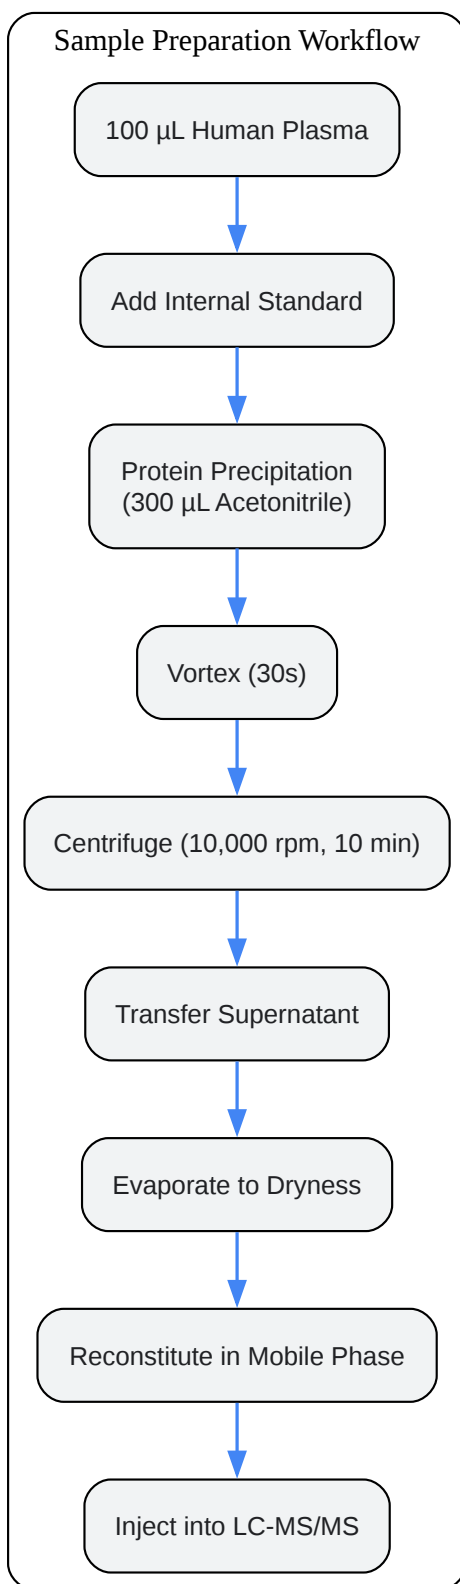 Sample Preparation Workflow
100 µL Human Plasma
Add Internal Standard
Protein Precipitation
(300 µL Acetonitrile)
Vortex (30s)
Centrifuge (10,000 rpm, 10 min)
Transfer Supernatant
Evaporate to Dryness
Reconstitute in Mobile Phase
Inject into LC-MS/MS